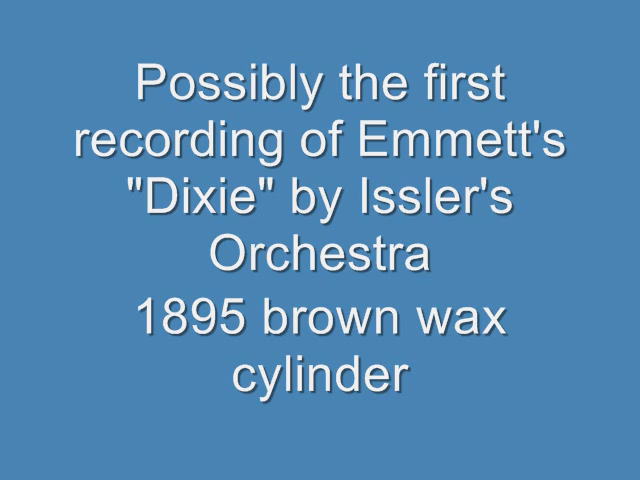 Possibly the first
recording of Emmett's
"Dixie" by Issler's
Orchestra
1895 brown wax
cylinder